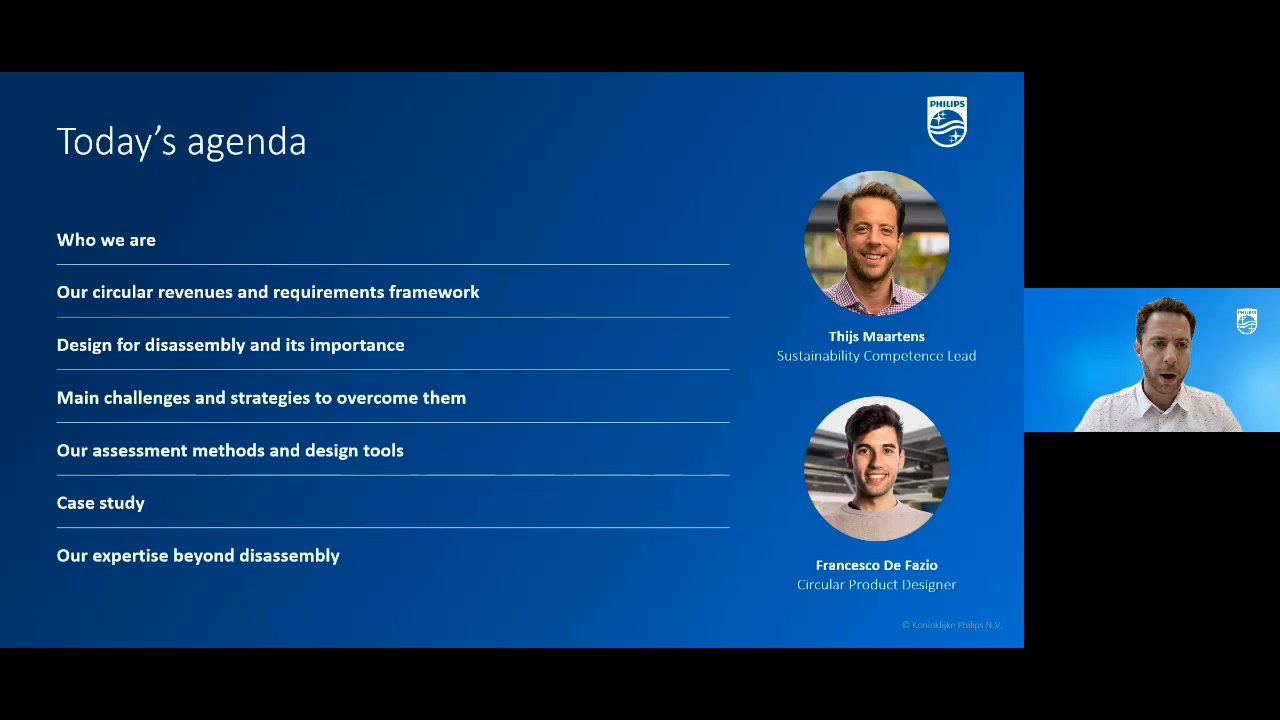 Today's agenda
PHILIPS
Who we are
Our circular revenues and requirements framework
Design for disassembly and its importance
Main challenges and strategies to overcome them
Our assessment methods and design tools
Case study
Our expertise beyond disassembly
Thijs Maartens
Sustainability Competence Lead
Francesco De Fazio
Circular Product Designer
© Koninklijke Philips N.V.
PHILIPS